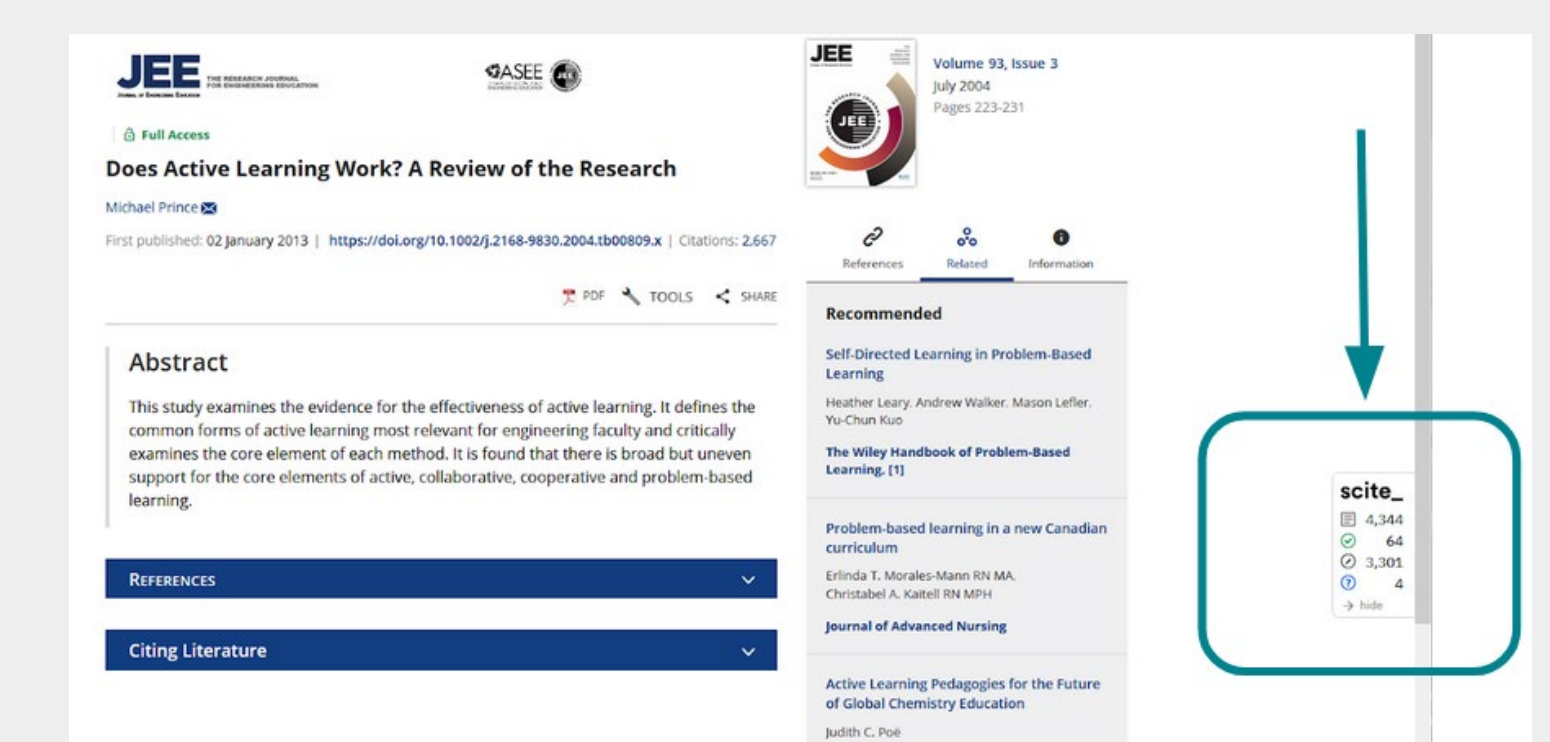 JEE
THE RESEARCH JOURNAL
FOR ENGINEERING EDUCATION
ASEE
JEE
Full Access
Does Active Learning Work? A Review of the Research
Michael Prince
First published: 02 January 2013 | https://doi.org/10.1002/j.2168-9830.2004.tb00809.x | Citations: 2.667
PDF TOOLS SHARE
Abstract
This study examines the evidence for the effectiveness of active learning. It defines the
common forms of active learning most relevant for engineering faculty and critically
examines the core element of each method. It is found that there is broad but uneven
support for the core elements of active, collaborative, cooperative and problem-based
learning.
REFERENCES
Citing Literature
JEE
JEE
Volume 93, Issue 3
July 2004
Pages 223-231
References Related Information
Recommended
Self-Directed Learning in Problem-Based
Learning
Heather Leary, Andrew Walker, Mason Lefler,
Yu-Chun Kuo
The Wiley Handbook of Problem-Based
Learning, [1]
Problem-based learning in a new Canadian
curriculum
Erlinda T. Morales-Mann RN MA,
Christabel A. Kaitell RN MPH
Journal of Advanced Nursing
Active Learning Pedagogies for the Future
of Global Chemistry Education
Judith C. Poë
scite_
4,344
64
3,301
4
→ hide